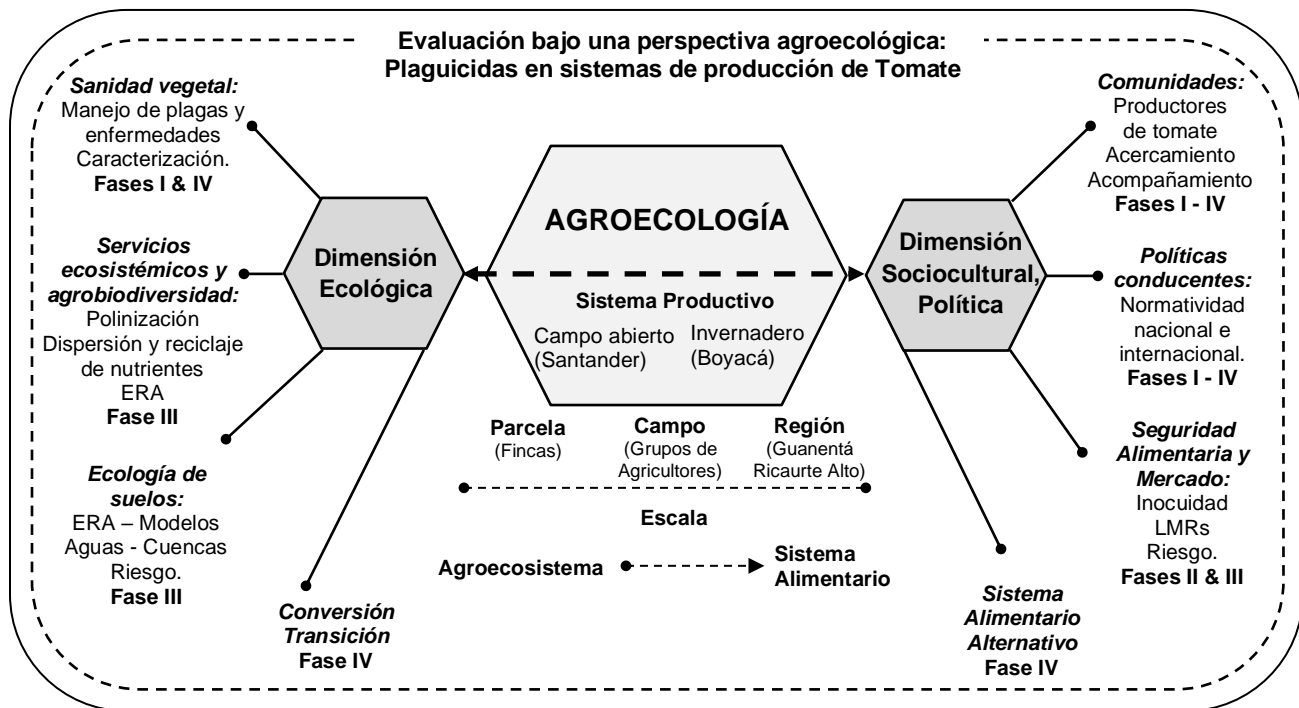 Evaluación bajo una perspectiva agroecológica:
Plaguicidas en sistemas de producción de Tomate
Sanidad vegetal:
Manejo de plagas y
enfermedades
Caracterización.
Fases I & IV
Servicios
ecosistémicos y
agrobiodiversidad:
Polinización
Dispersión y reciclaje
de nutrientes
ERA
Fase III
Ecología de
suelos:
ERA – Modelos
Aguas - Cuencas
Riesgo.
Fase III
Conversión
Transición
Fase IV
Dimensión
Ecológica
AGROECOLOGÍA
Sistema Productivo
Campo abierto
(Santander)
Invernadero
(Boyacá)
Parcela
(Fincas)
Campo
(Grupos de
Agricultores)
Región
(Guanentá
Ricaurte Alto)
Escala
Agroecosistema
Sistema
Alimentario
Dimensión
Sociocultural,
Política
Comunidades:
Productores
de tomate
Acercamiento
Acompañamiento
Fases I - IV
Políticas
conducentes:
Normatividad
nacional e
internacional.
Fases I - IV
Seguridad
Alimentaria y
Mercado:
Inocuidad
LMRs
Riesgo.
Fases II & III
Sistema
Alimentario
Alternativo
Fase IV